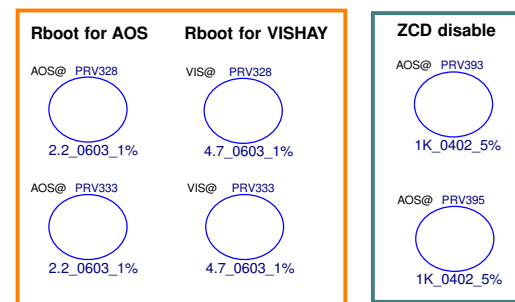 Rboot for AOS
AOS@ PRV328
2.2_0603_1%
AOS@ PRV333
2.2_0603_1%
Rboot for VISHAY
VIS@ PRV328
4.7_0603_1%
VIS@ PRV333
4.7_0603_1%
ZCD disable
AOS@ PRV393
1K_0402_5%
AOS@ PRV395
1K_0402_5%